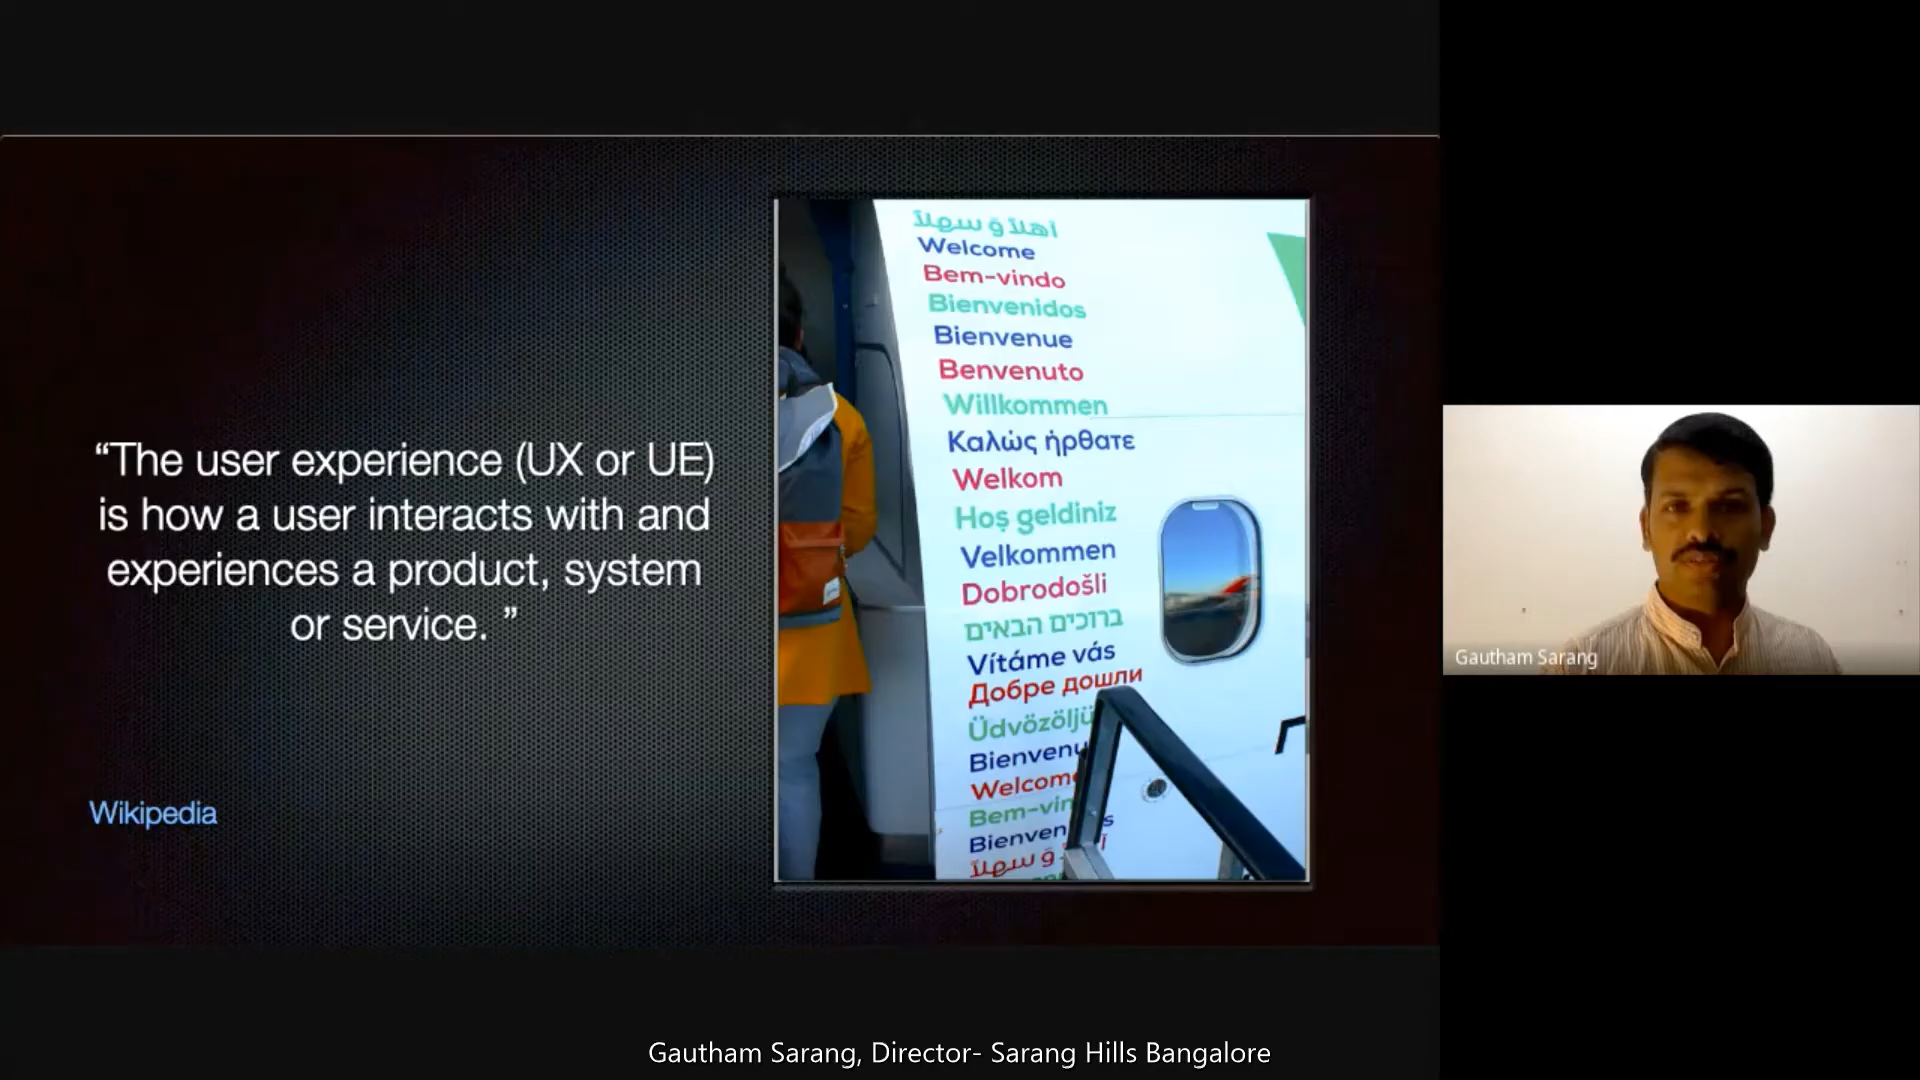 “The user experience (UX or UE)
is how a user interacts with and
experiences a product, system
or service. ”
Wikipedia
أهلاً و سهلاً
Welcome
Bem-vindo
Bienvenidos
Bienvenue
Benvenuto
Willkommen
Καλώς ήρθατε
Welkom
Hoş geldiniz
Velkommen
Dobrodošli
ברוכים הבאים
Vítáme vás
Добре дошли
Üdvözöljü
Bienvenu
Welcome
Bem-vin
Bienven s
و سهلاً
Gautham Sarang
Gautham Sarang, Director- Sarang Hills Bangalore